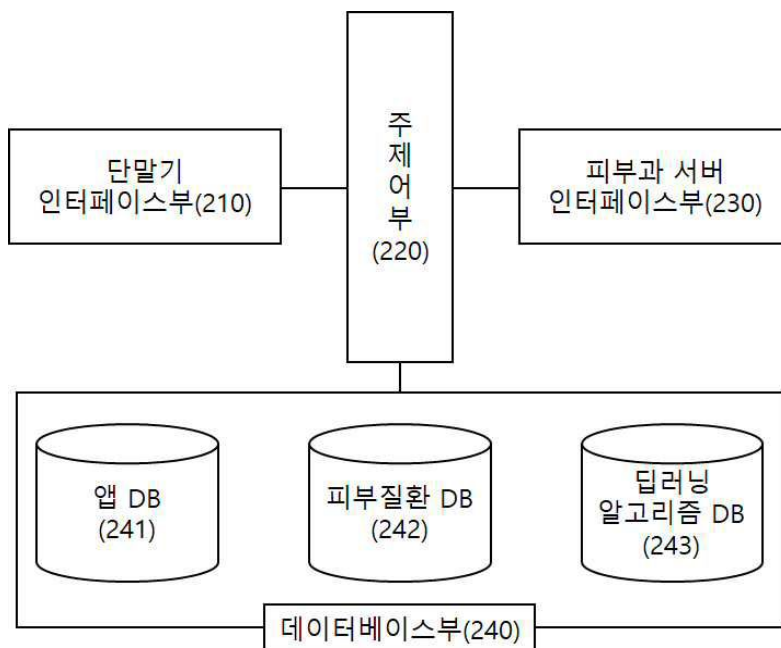 주
제
어
부
(220)
단말기
인터페이스부(210)
피부과 서버
인터페이스부(230)
앱 DB
(241)
피부질환 DB
(242)
딥러닝
알고리즘 DB
(243)
데이터베이스부(240)